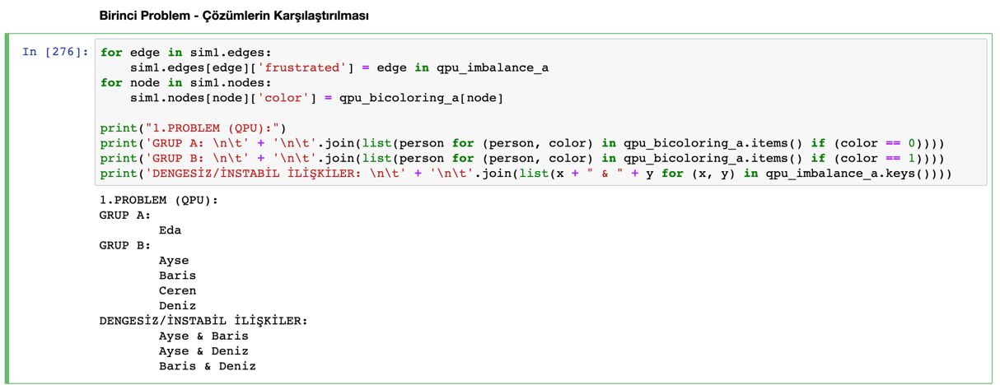 Birinci Problem - Çözümlerin Karşılaştırılması
In [276]: for edge in sim1.edges:
    sim1.edges[edge]['frustrated'] = edge in qpu_imbalance_a
for node in sim1.nodes:
    sim1.nodes[node]['color'] = qpu_bicoloring_a[node]
print("1.PROBLEM (QPU):")
print('GRUP A: \n\t' + '\n\t'.join(list(person for (person, color) in qpu_bicoloring_a.items() if (color == 0))))
print('GRUP B: \n\t' + '\n\t'.join(list(person for (person, color) in qpu_bicoloring_a.items() if (color == 1))))
print('DENGESİZ/İNSTABİL İLİŞKİLER: \n\t' + '\n\t'.join(list(x + " & " + y for (x, y) in qpu_imbalance_a.keys())))
1.PROBLEM (QPU):
GRUP A:
Eda
GRUP B:
Ayse
Baris
Ceren
Deniz
DENGESİZ/İNSTABİL İLİŞKİLER:
Ayse & Baris
Ayse & Deniz
Baris & Deniz